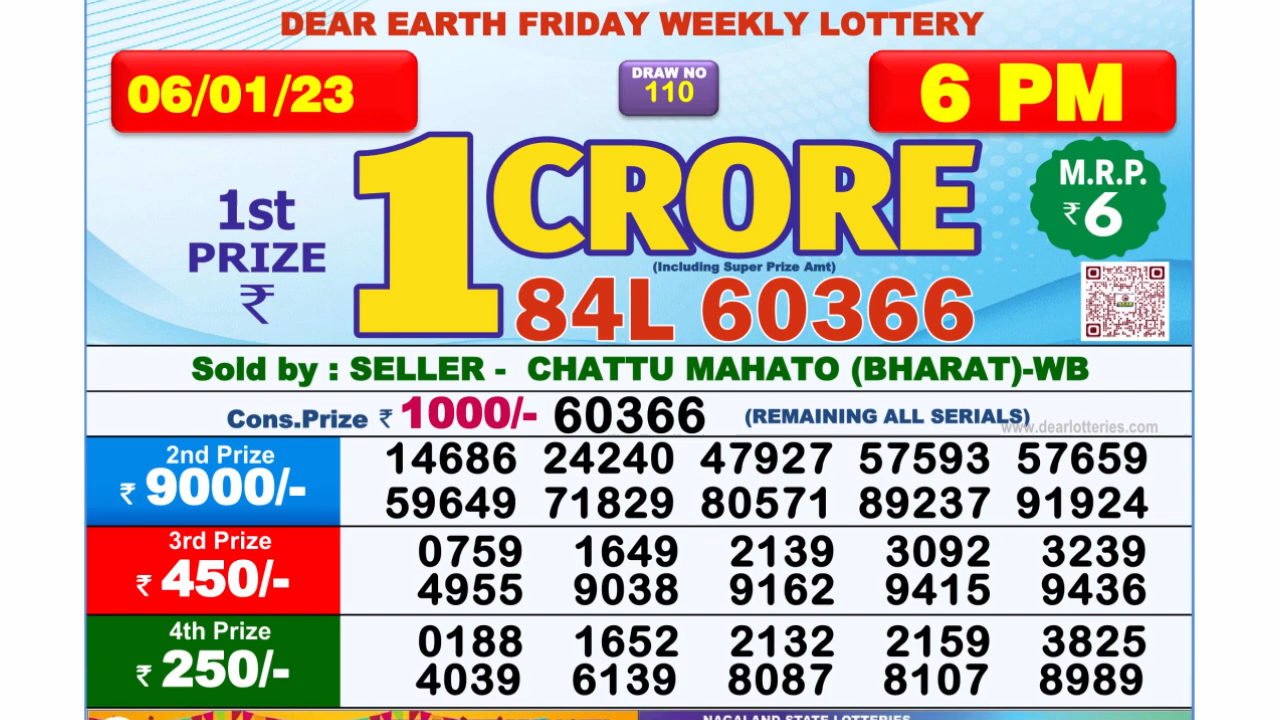 DEAR EARTH FRIDAY WEEKLY LOTTERY
06/01/23
DRAW NO
110
6 PM
1st
PRIZE
₹
1 CRORE
(Including Super Prize Amt)
84L 60366
M.R.P.
₹ 6
Sold by : SELLER - CHATTU MAHATO (BHARAT)-WB
Cons.Prize ₹ 1000/- 60366 (REMAINING ALL SERIALS)
www.dearlotteries.com
2nd Prize
₹ 9000/-
14686 24240 47927 57593 57659
59649 71829 80571 89237 91924
3rd Prize
₹ 450/-
0759 1649 2139 3092 3239
4955 9038 9162 9415 9436
4th Prize
₹ 250/-
0188 1652 2132 2159 3825
4039 6139 8087 8107 8989
NAGALAND STATE LOTTERIES